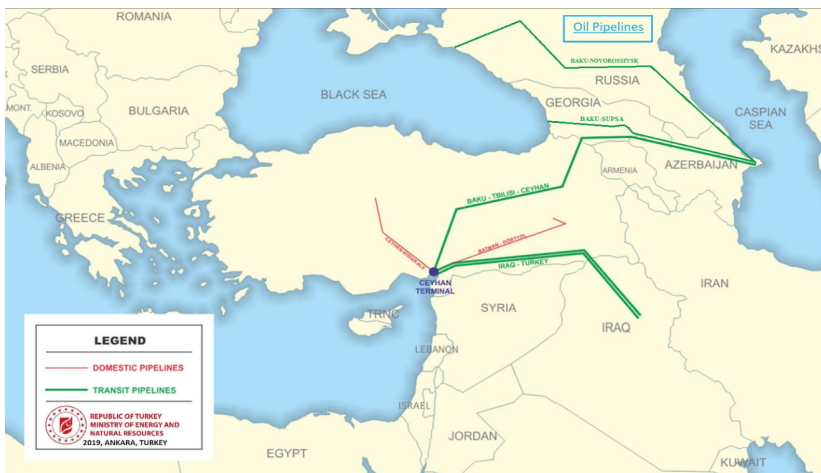 ROMANIA
Oil Pipelines
KAZAKHS
SERBIA
BAKU-NOVOROSSIYSK
RUSSIA
BLACK SEA
MONT.
KOSOVO
BULGARIA
GEORGIA
CASPIAN
SEA
BAKU-SUPSA
MACEDONIA
ALBENIA
ARMENIA
AZERBAIJAN
BAKU - TBILISI - CEYHAN
GREECE
CEYHAN-KIRIKKALE
BATMAN - DÖRTYOL
IRAQ - TURKEY
CEYHAN
TERMINAL
IRAN
TRNC
SYRIA
IRAQ
LEBANON
ISRAEL
JORDAN
EGYPT
KUWAIT
LEGEND
DOMESTIC PIPELINES
TRANSIT PIPELINES
REPUBLIC OF TURKEY
MINISTRY OF ENERGY AND
NATURAL RESOURCES
2019, ANKARA, TURKEY